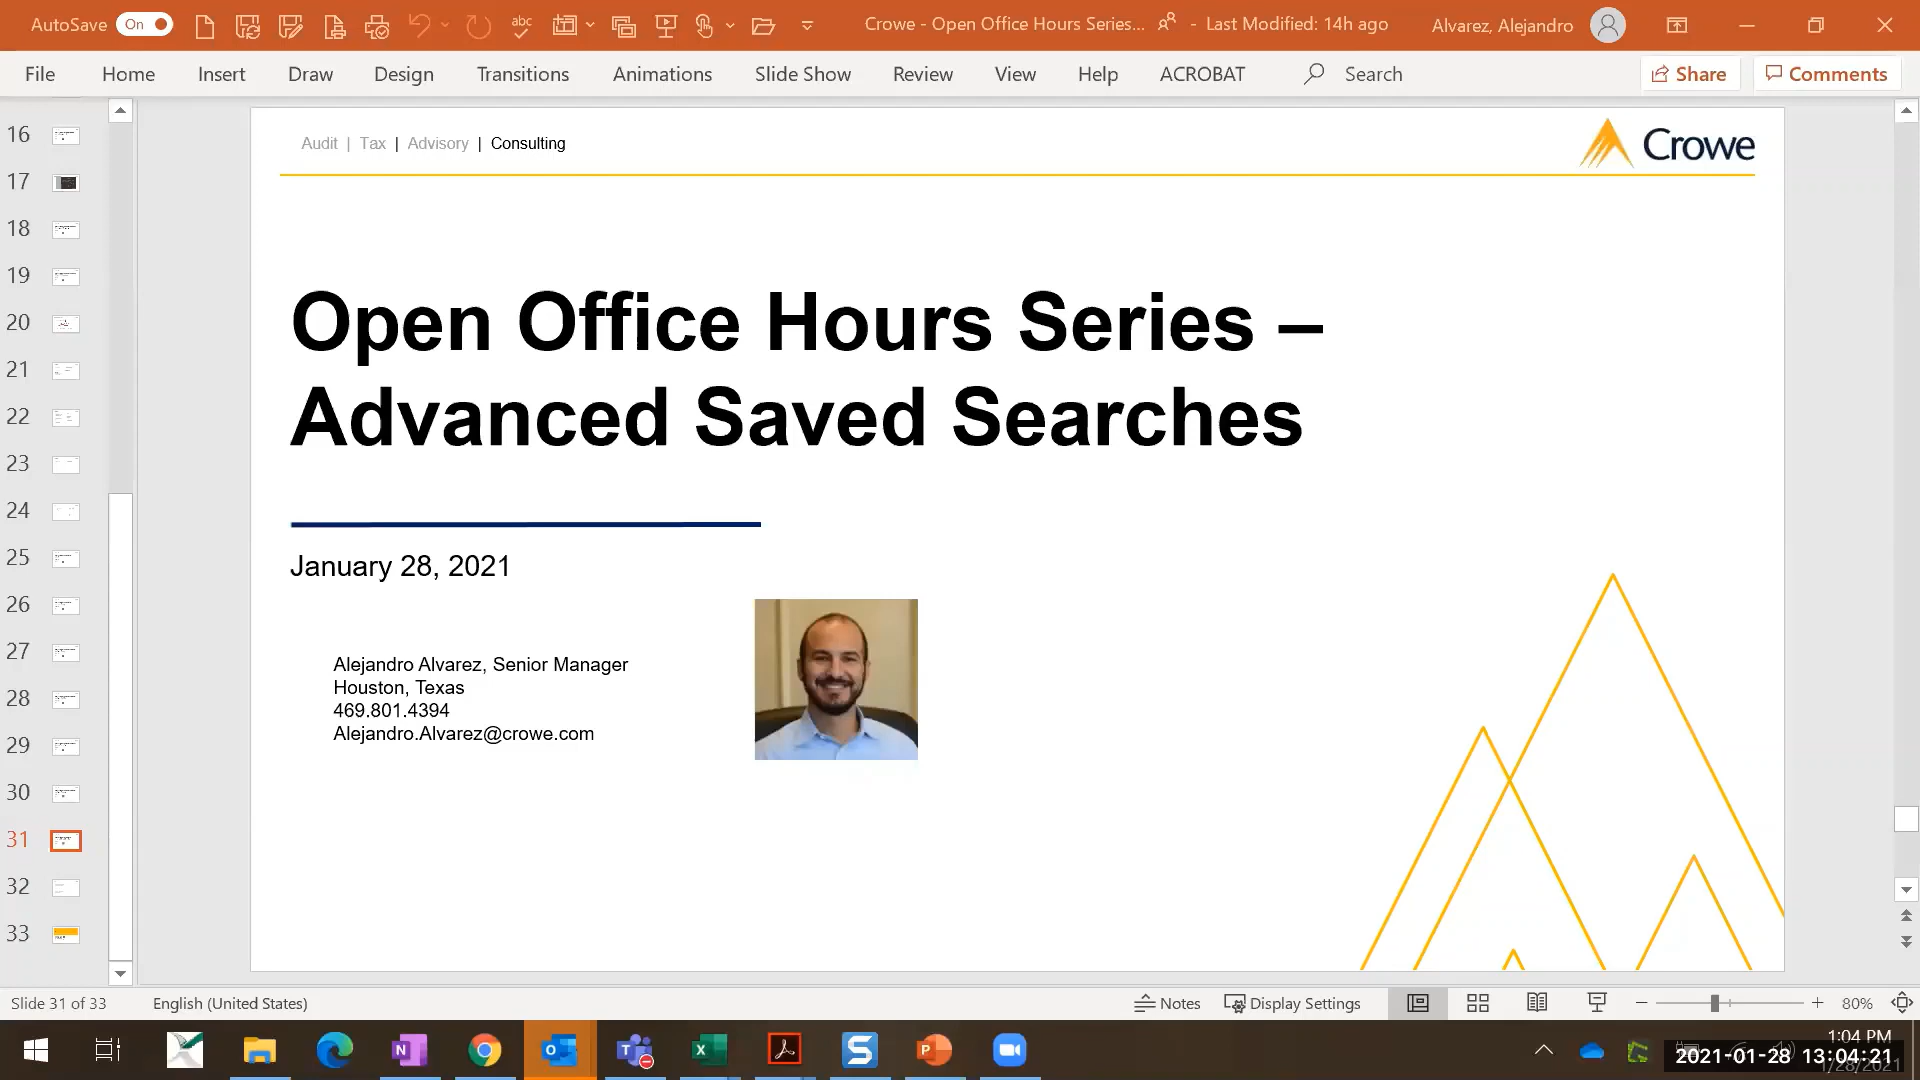 AutoSave On
abc
Crowe - Open Office Hours Series... - Last Modified: 14h ago
Alvarez, Alejandro
File Home Insert Draw Design Transitions Animations Slide Show Review View Help ACROBAT Search Share Comments
16
17
18
19
20
21
22
23
24
25
26
27
28
29
30
31
32
33
Audit | Tax | Advisory | Consulting
Crowe
Open Office Hours Series –
Advanced Saved Searches
January 28, 2021
Alejandro Alvarez, Senior Manager
Houston, Texas
469.801.4394
Alejandro.Alvarez@crowe.com
Slide 31 of 33 English (United States) Notes Display Settings 80%
1:04 PM
2021-01-28 13:04:21
1/28/2021